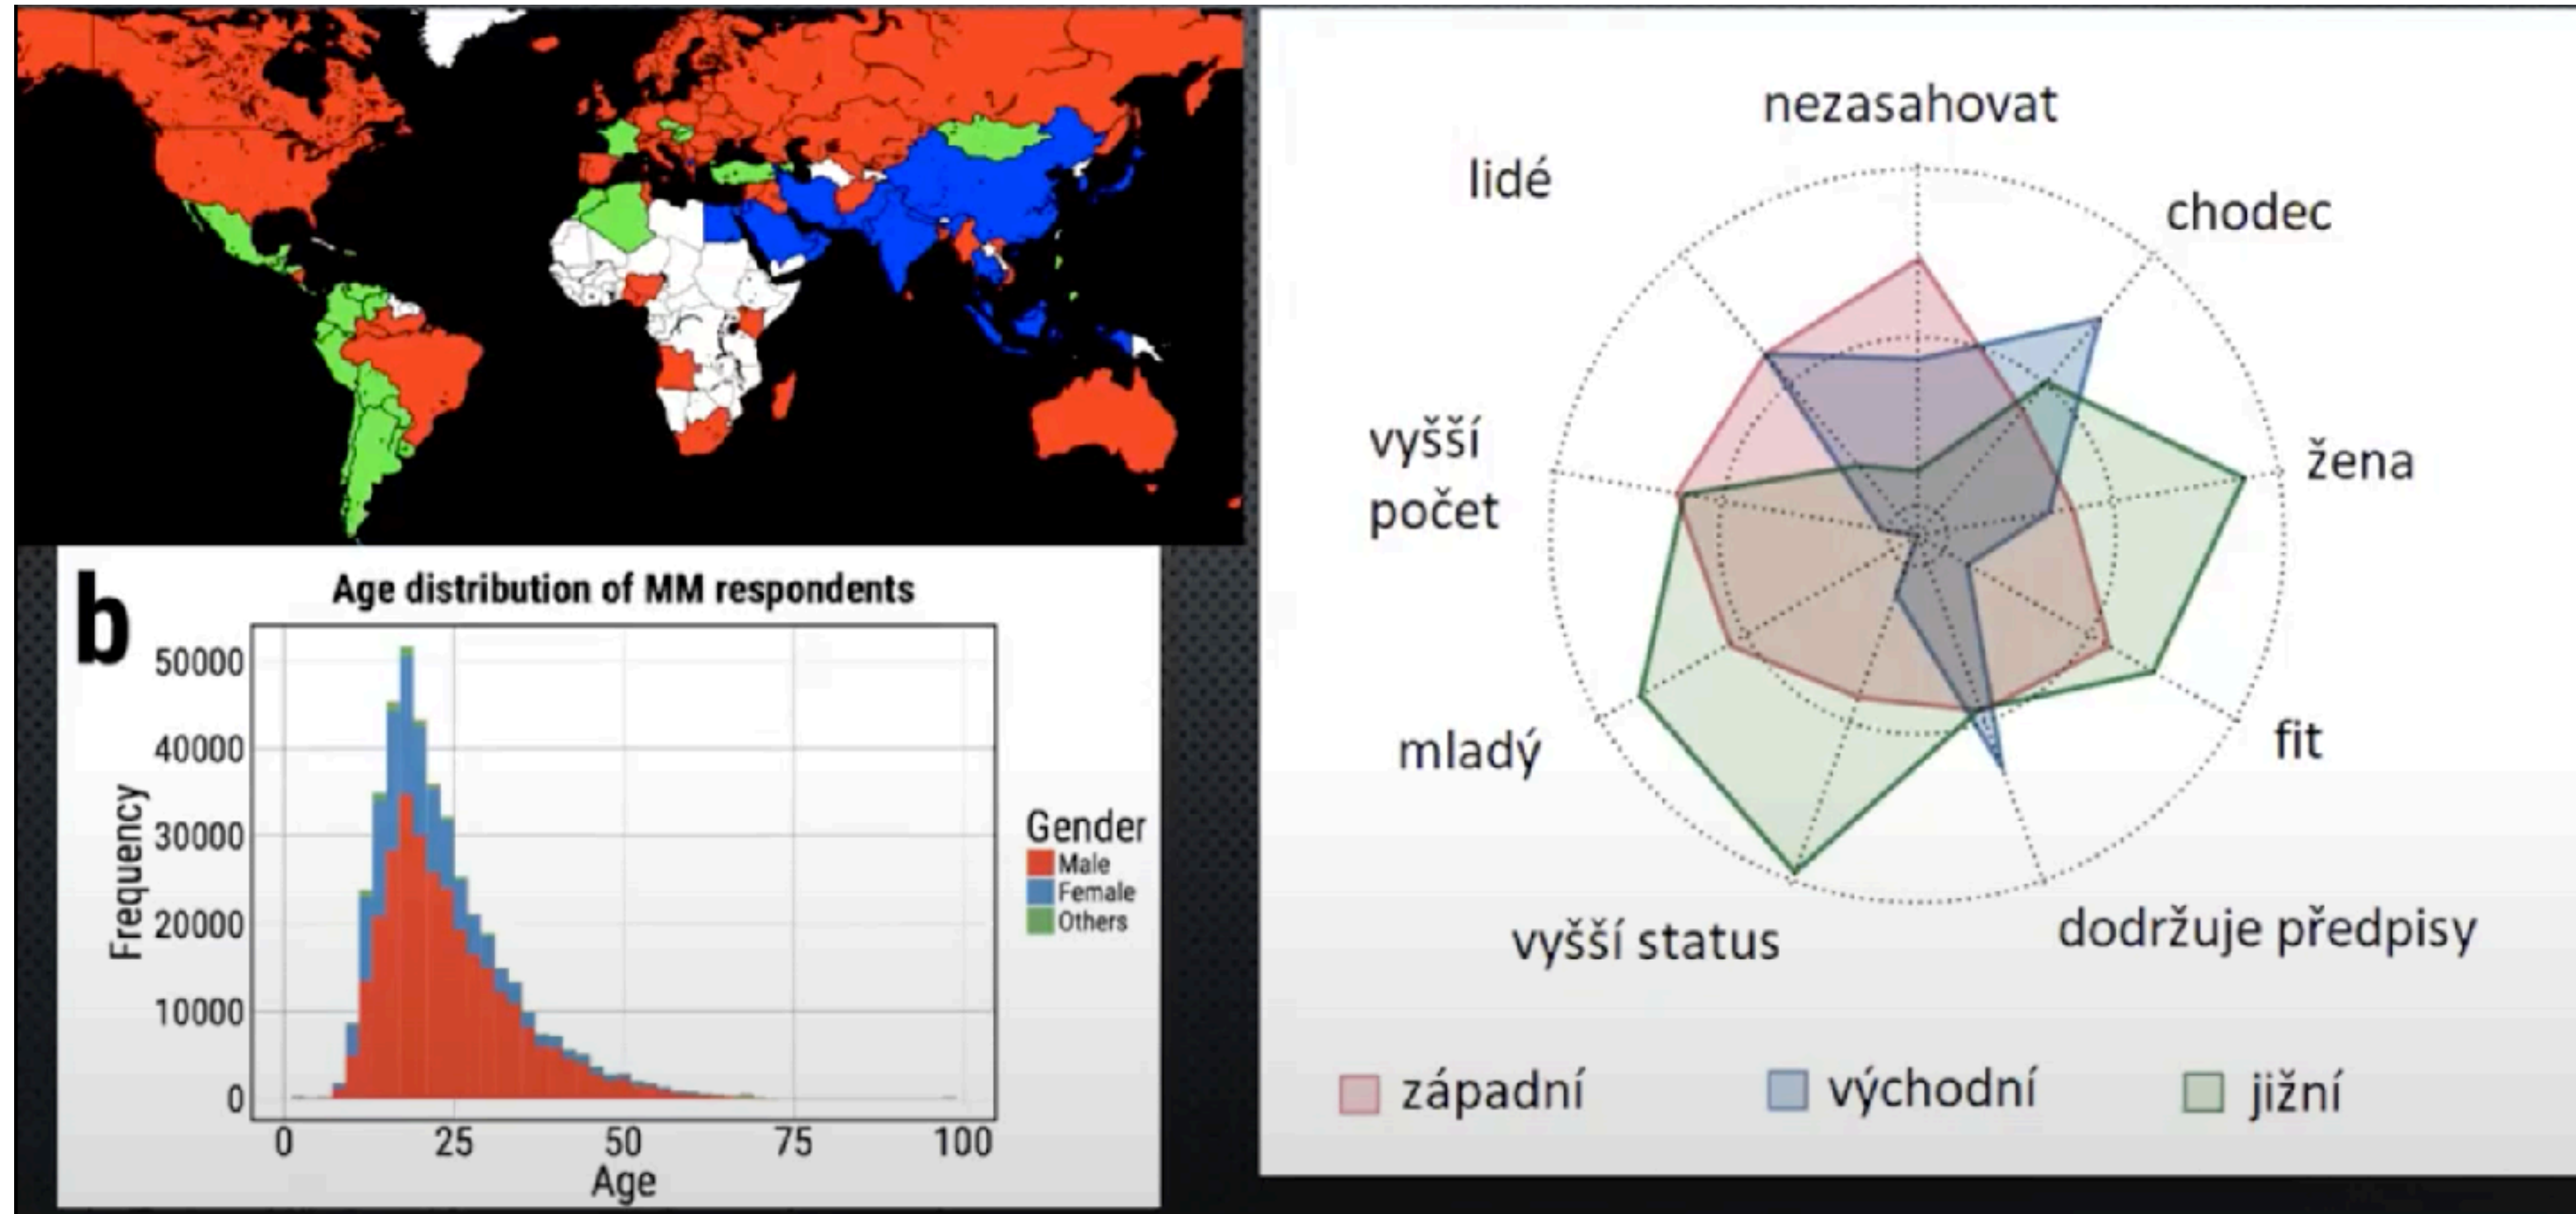 b
Age distribution of MM respondents
Frequency
50000
40000
30000
20000
10000
0
0 25 50 75 100
Age
Gender
Male
Female
Others
nezasahovat
lidé
chodec
vyšší
počet
žena
mladý
fit
vyšší status
dodržuje předpisy
západní východní jižní